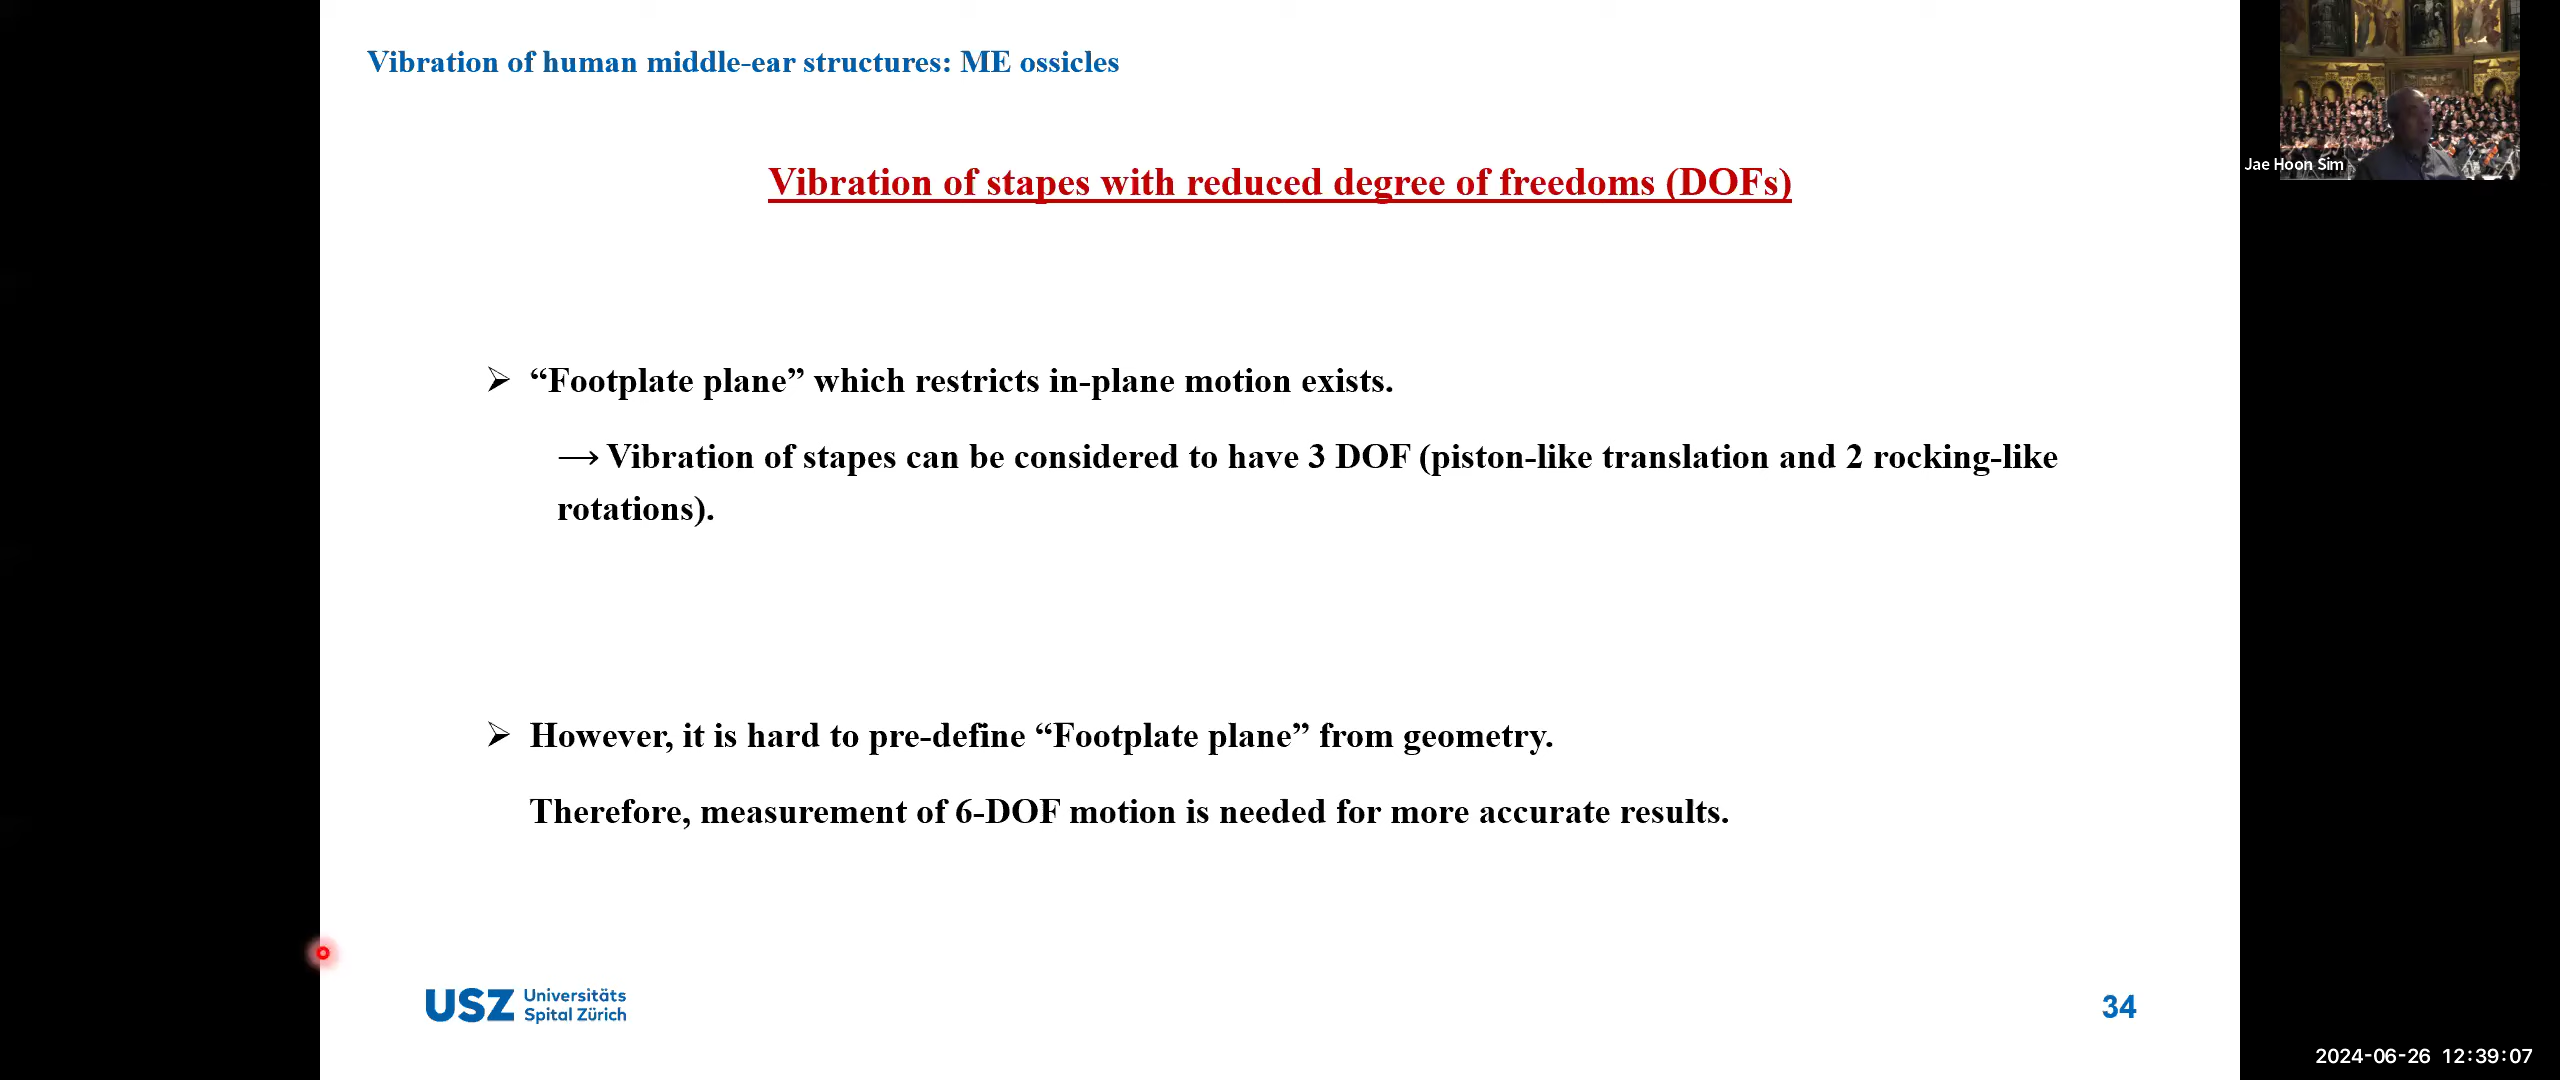 Vibration of human middle-ear structures: ME ossicles
Jae Hoon Sim
Vibration of stapes with reduced degree of freedoms (DOFs)
➢ “Footplate plane” which restricts in-plane motion exists.
⟶ Vibration of stapes can be considered to have 3 DOF (piston-like translation and 2 rocking-like
rotations).
➢ However, it is hard to pre-define “Footplate plane” from geometry.
Therefore, measurement of 6-DOF motion is needed for more accurate results.
USZ Universitäts
Spital Zürich
34
2024-06-26 12:39:07